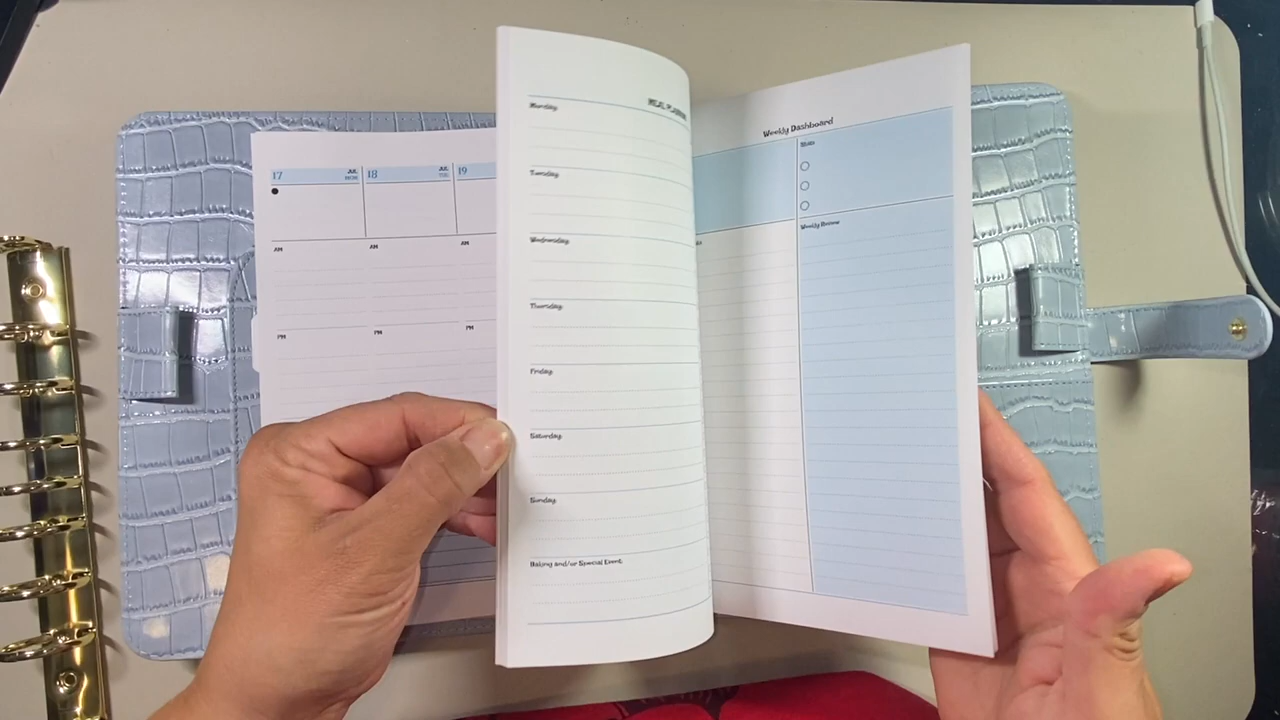 17 JUL MON 18 JUL TUE 19
AM AM AM
PM PM PM
MEAL PLANNER
Monday
Tuesday
Wednesday
Thursday
Friday
Saturday
Sunday
Baking and/or Special Event
Weekly Dashboard
Weekly Review